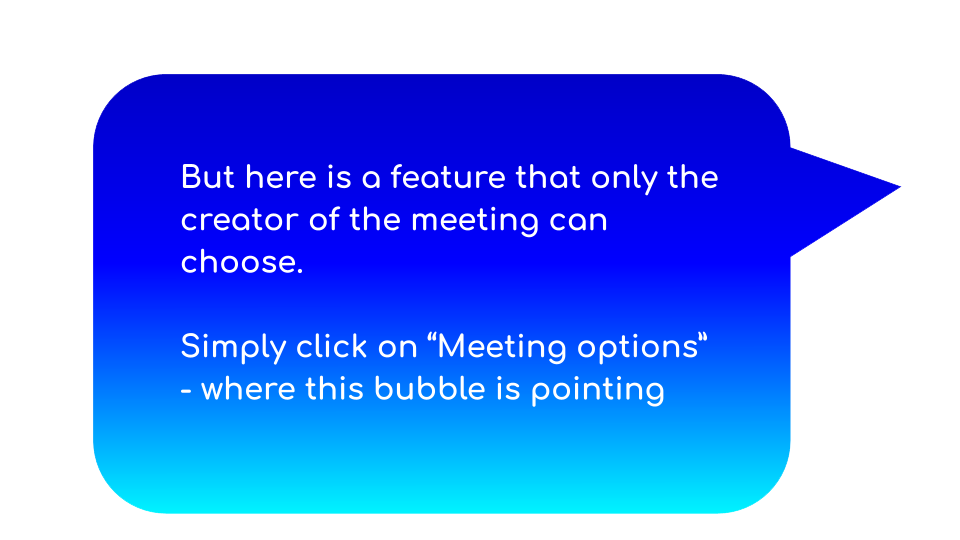 But here is a feature that only the
creator of the meeting can
choose.
Simply click on “Meeting options”
- where this bubble is pointing